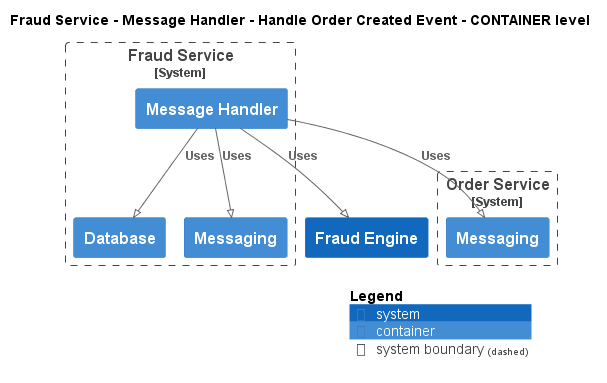 Fraud Service - Message Handler - Handle Order Created Event - CONTAINER level
Fraud Service
[System]
Message Handler
Uses
Uses
Uses
Uses
Order Service
[System]
Database
Messaging
Fraud Engine
Messaging
Legend
system
container
system boundary (dashed)